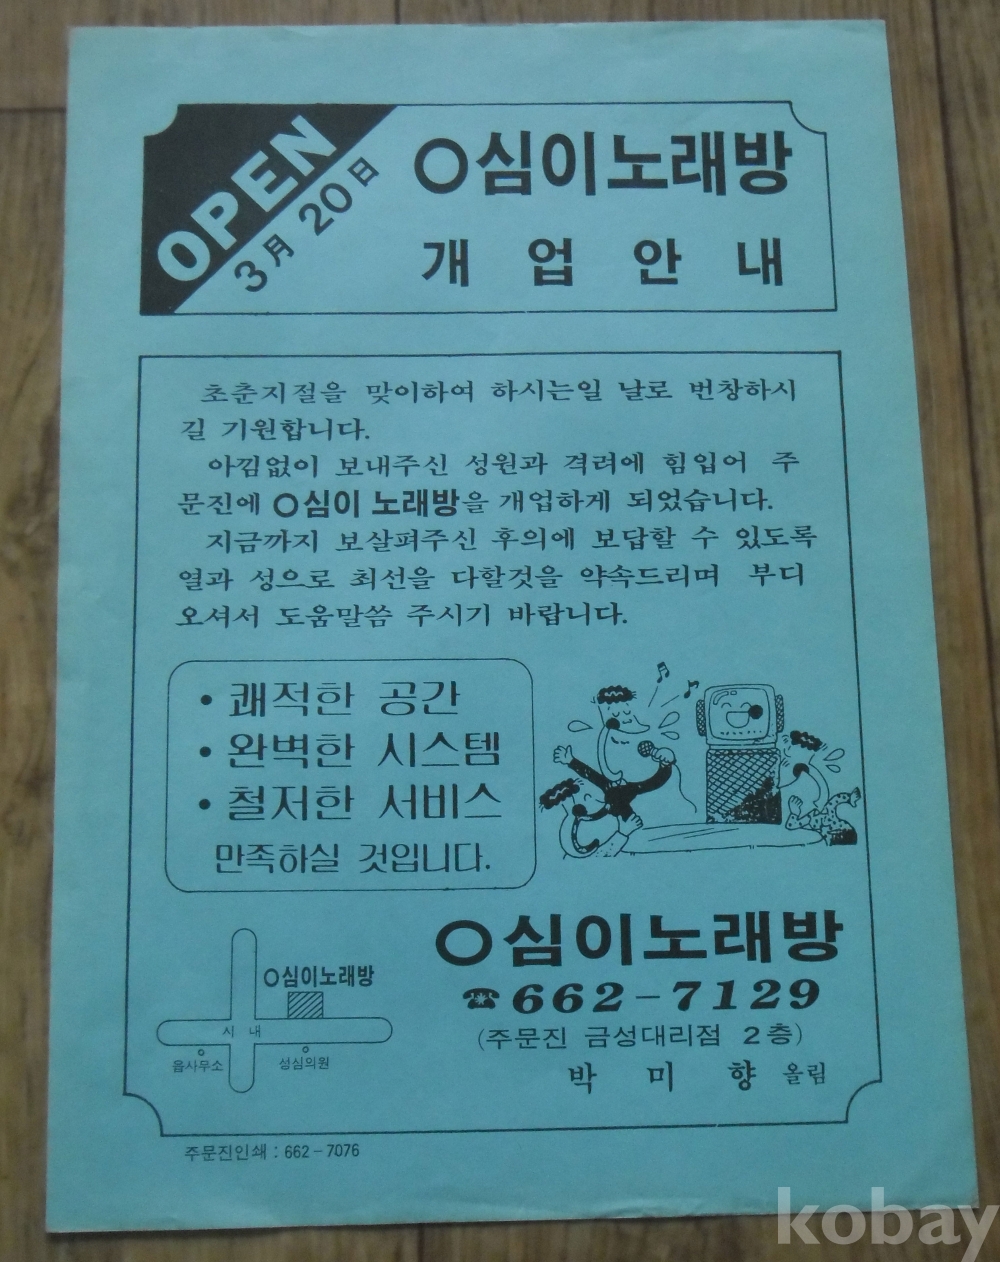 OPEN
3月 20日
O심이노래방
개 업 안 내
초춘지절을 맞이하여 하시는일 날로 번창하시
길 기원합니다.
아낌없이 보내주신 성원과 격려에 힘입어 주
문진에 O심이 노래방을 개업하게 되었습니다.
지금까지 보살펴주신 후의에 보답할 수 있도록
열과 성으로 최선을 다할것을 약속드리며 부디
오셔서 도움말씀 주시기 바랍니다.
• 쾌적한 공간
• 완벽한 시스템
• 철저한 서비스
만족하실 것입니다.
O심이노래방
☎ 662-7129
(주문진 금성대리점 2층)
박 미 향 올림
O심이노래방
시 내
읍사무소
성심의원
주문진인쇄 : 662-7076
kobay